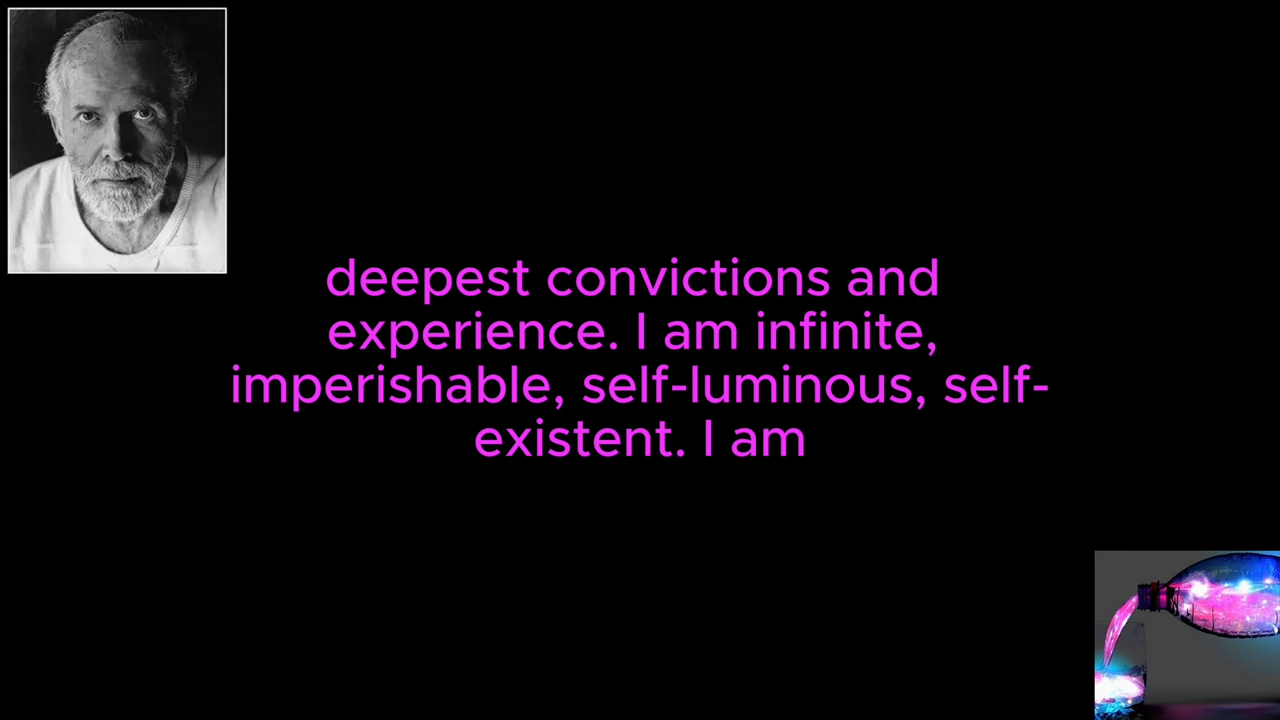 deepest convictions and
experience. I am infinite,
imperishable, self-luminous, self-
existent. I am